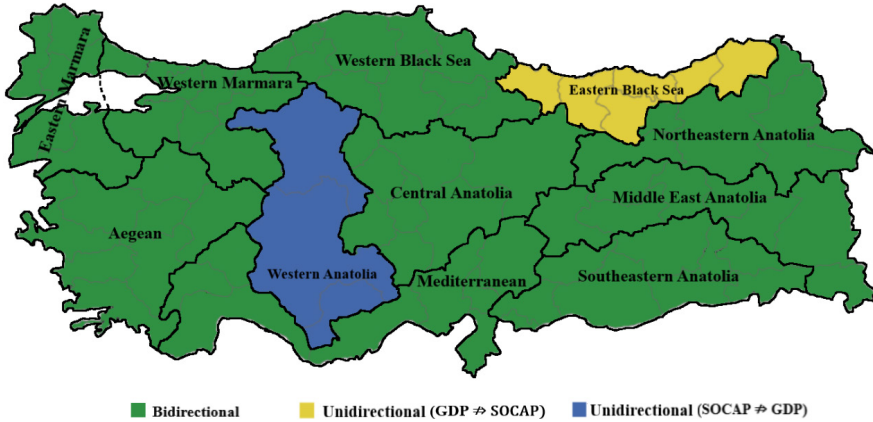 Eastern Marmara
Western Marmara
Western Black Sea
Eastern Black Sea
Northeastern Anatolia
Central Anatolia
Middle East Anatolia
Aegean
Western Anatolia
Mediterranean
Southeastern Anatolia
Bidirectional
Unidirectional (GDP ⇏ SOCAP)
Unidirectional (SOCAP ⇏ GDP)